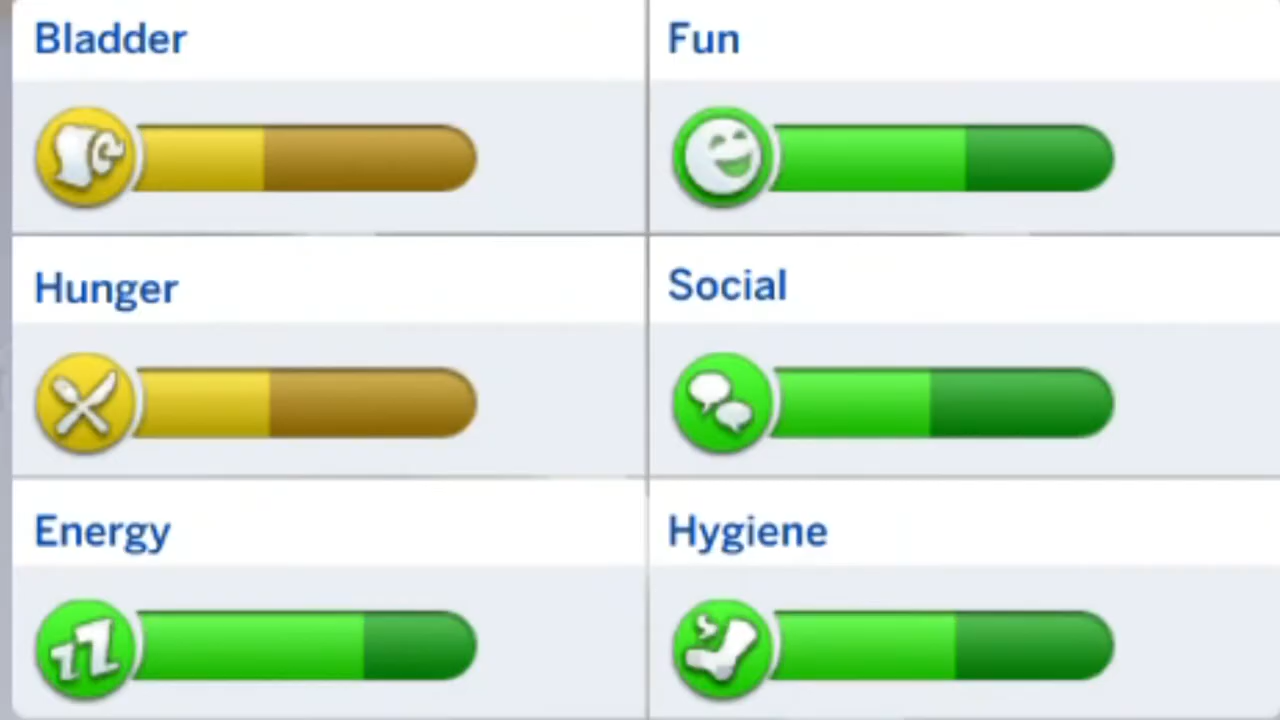 Bladder
Fun
Hunger
Social
Energy
Hygiene